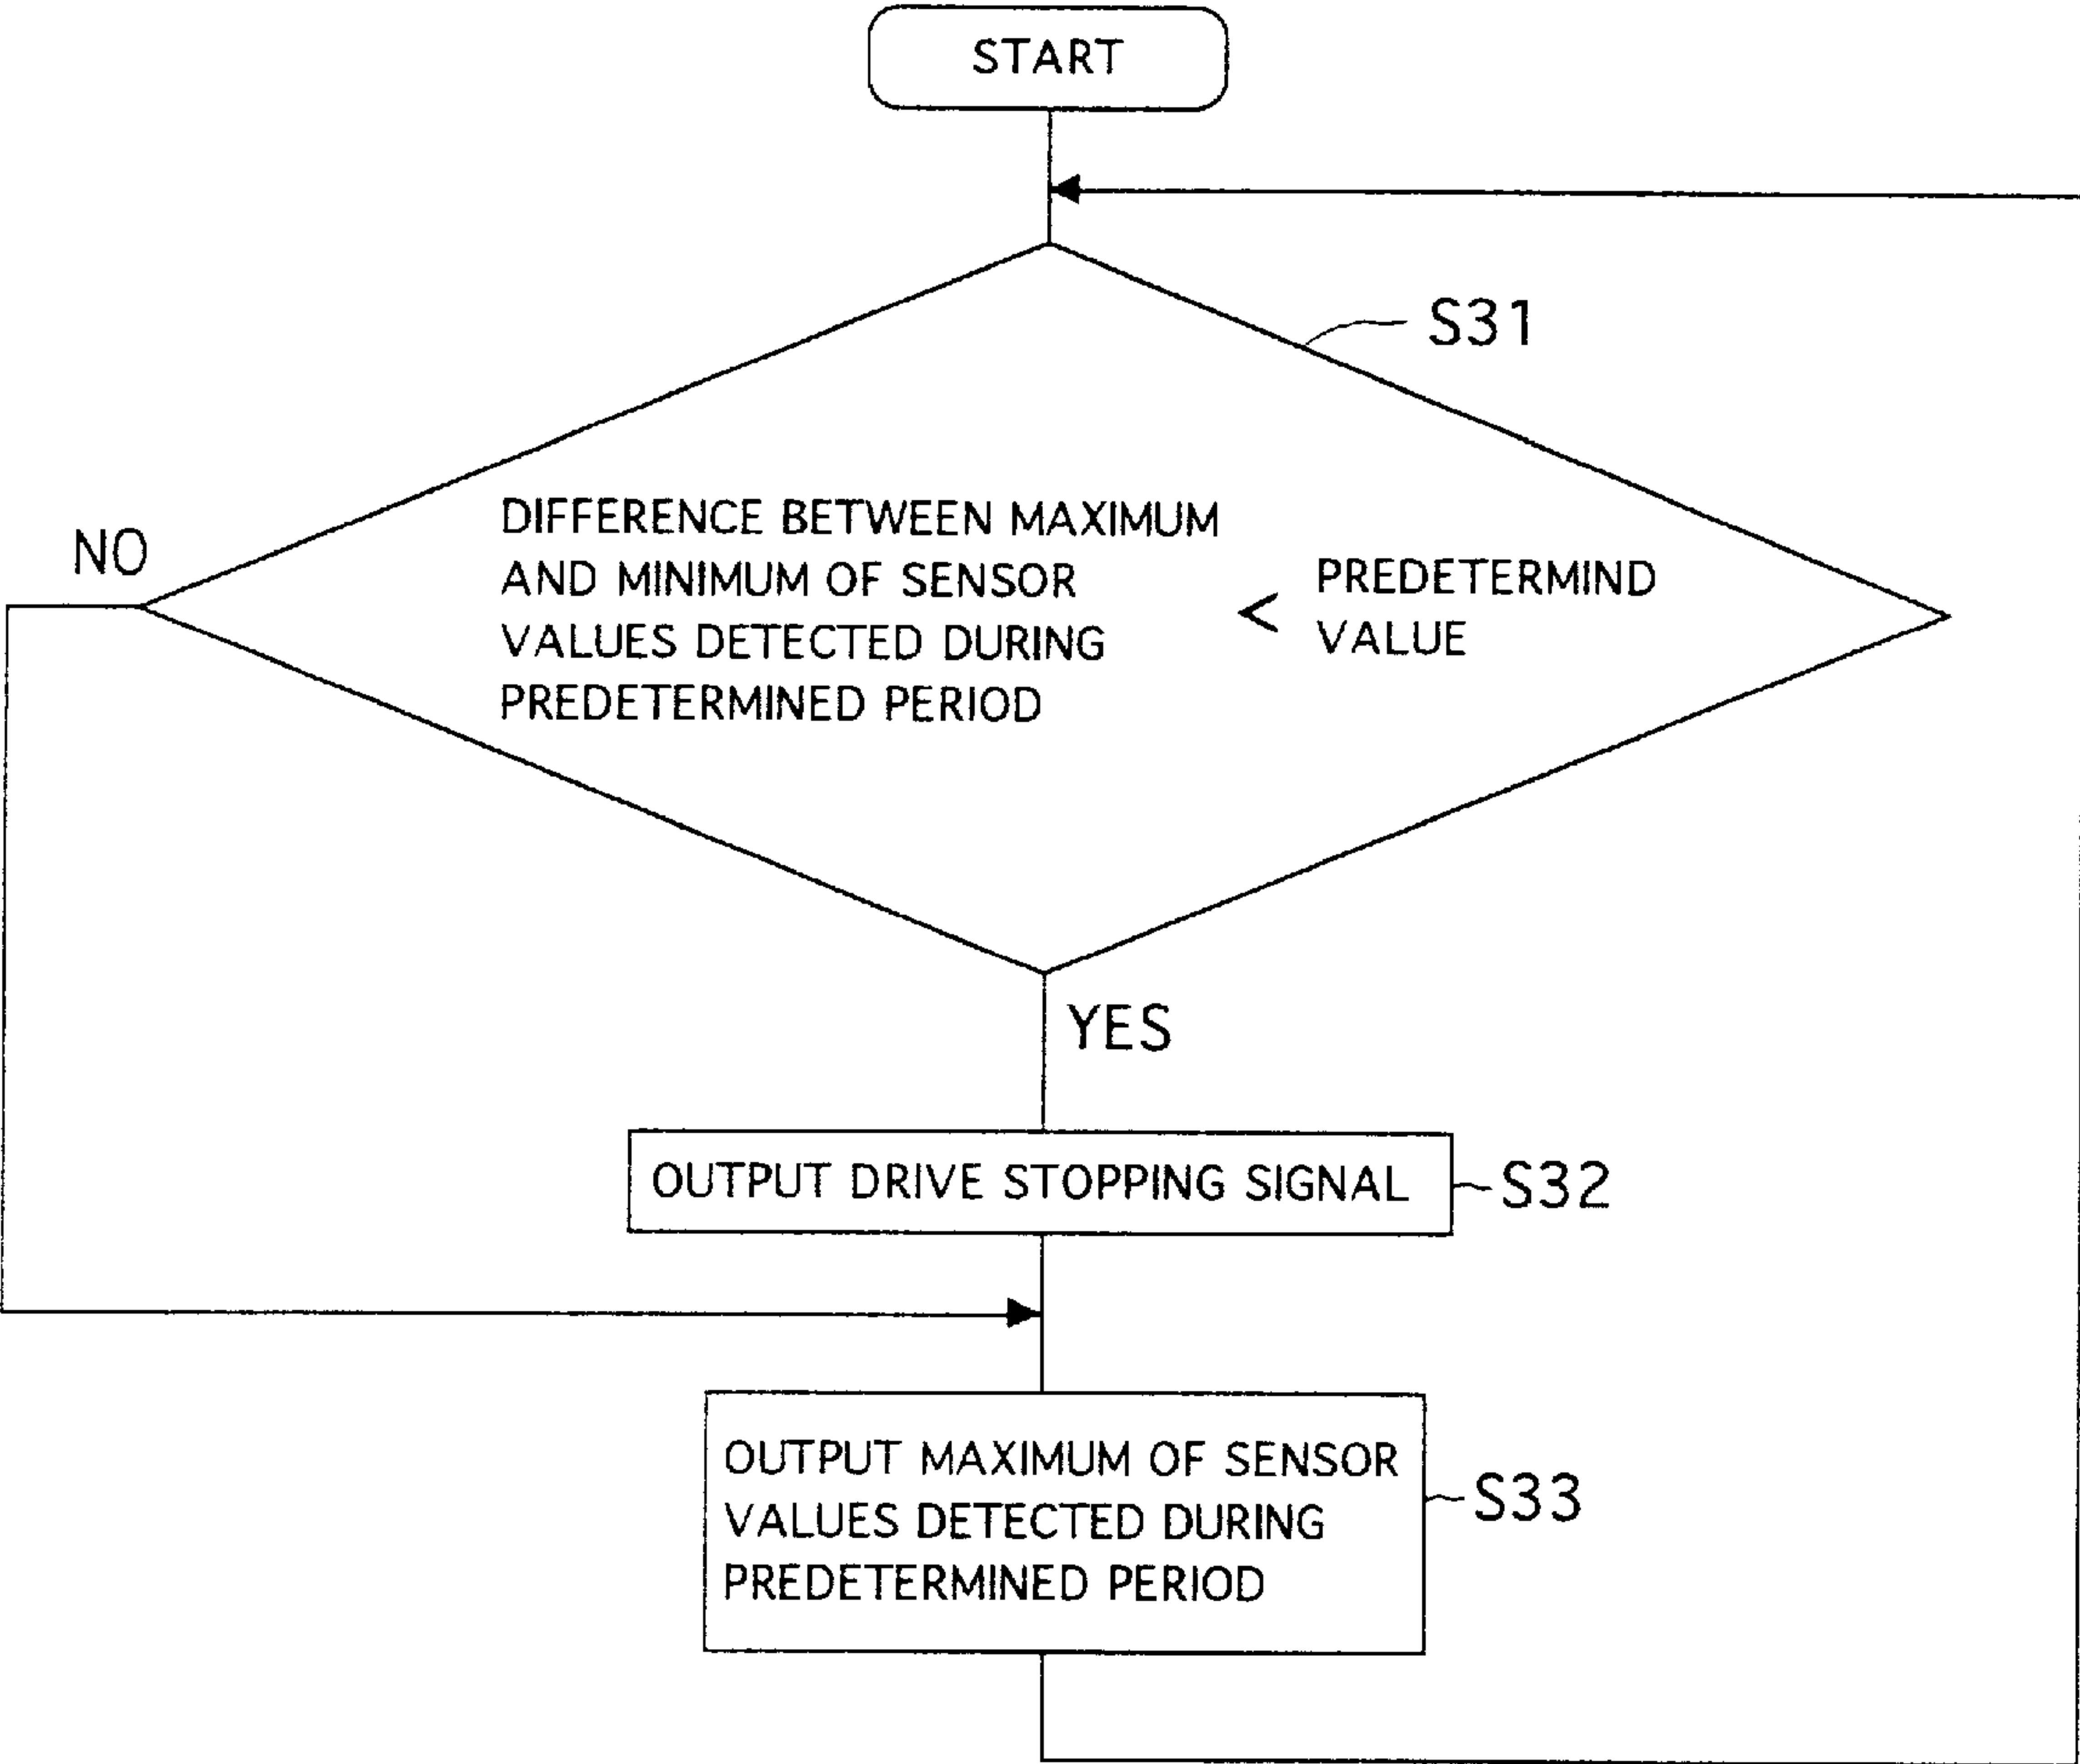 START
S31
NO
DIFFERENCE BETWEEN MAXIMUM
AND MINIMUM OF SENSOR
VALUES DETECTED DURING
PREDETERMINED PERIOD
<
PREDETERMIND
VALUE
YES
OUTPUT DRIVE STOPPING SIGNAL
S32
OUTPUT MAXIMUM OF SENSOR
VALUES DETECTED DURING
PREDETERMINED PERIOD
S33